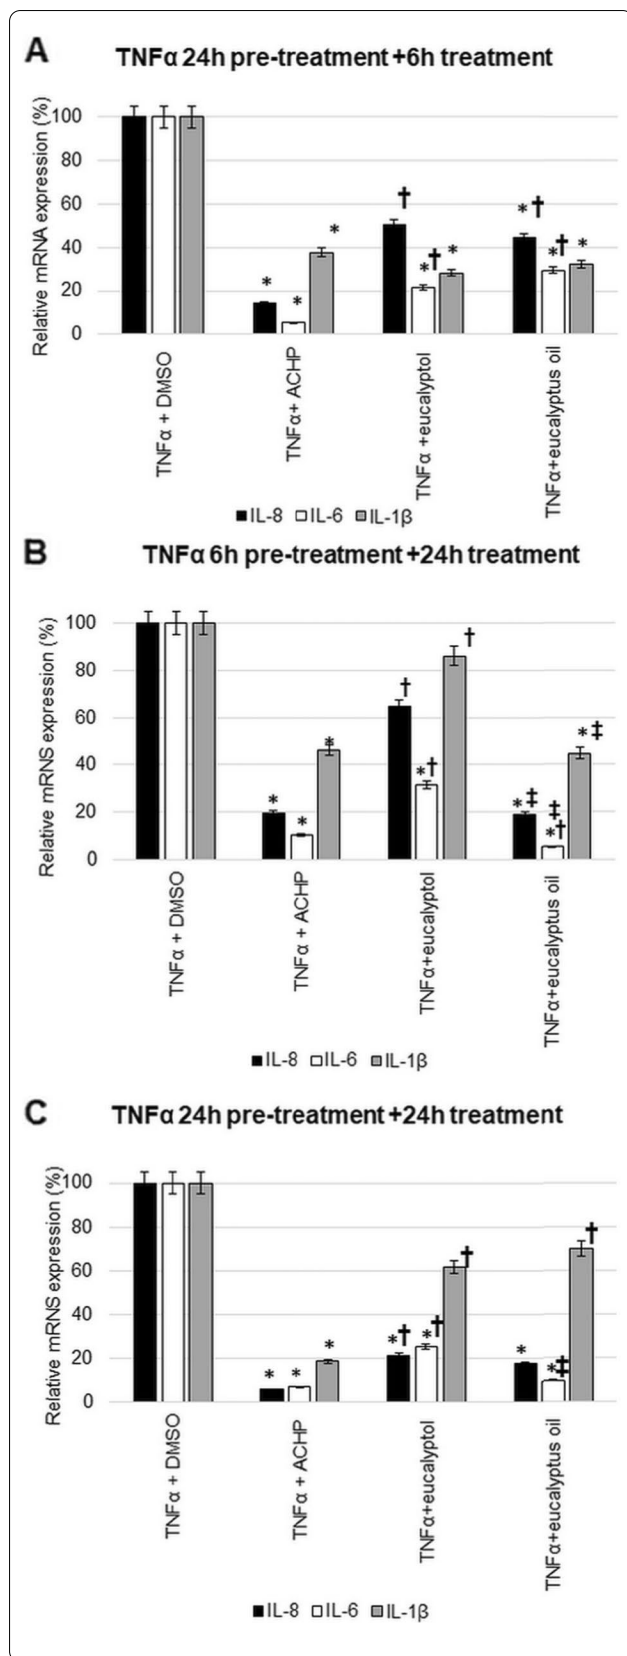 A
TNFα 24h pre-treatment +6h treatment
Relative mRNA expression (%)
100
80
60
40
20
0
* * *
† *† *
*† *† *
TNFα + DMSO
TNFα+ ACHP
TNFα +eucalyptol
TNFα+eucalyptus oil
IL-8 IL-6 IL-1β
B
TNFα 6h pre-treatment +24h treatment
Relative mRNS expression (%)
100
80
60
40
20
0
* * *
† *† †
*‡ ‡ *† *‡
TNFα + DMSO
TNFα + ACHP
TNFα+eucalyptol
TNFα+eucalyptus oil
IL-8 IL-6 IL-1β
C
TNFα 24h pre-treatment +24h treatment
Relative mRNS expression (%)
100
80
60
40
20
0
* * *
*† *† †
* *‡ †
TNFα + DMSO
TNFα + ACHP
TNFα+eucalyptol
TNFα+eucalyptus oil
IL-8 IL-6 IL-1β